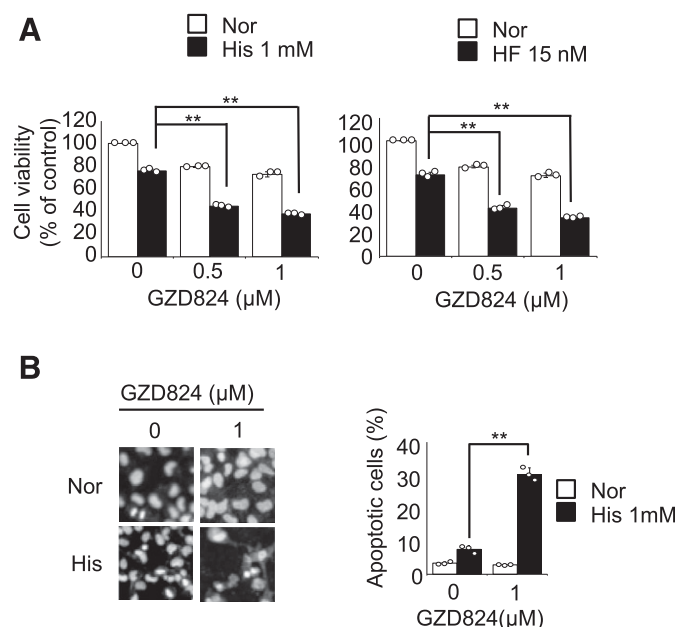 A
Nor
His 1 mM
Nor
HF 15 nM
Cell viability
(% of control)
120
100
80
60
40
20
0
**
**
0 0.5 1
GZD824 (μM)
120
100
80
60
40
20
0
**
**
0 0.5 1
GZD824 (μM)
B
GZD824 (μM)
0 1
Nor
His
Apoptotic cells (%)
40
30
20
10
0
**
Nor
His 1mM
0 1
GZD824(μM)